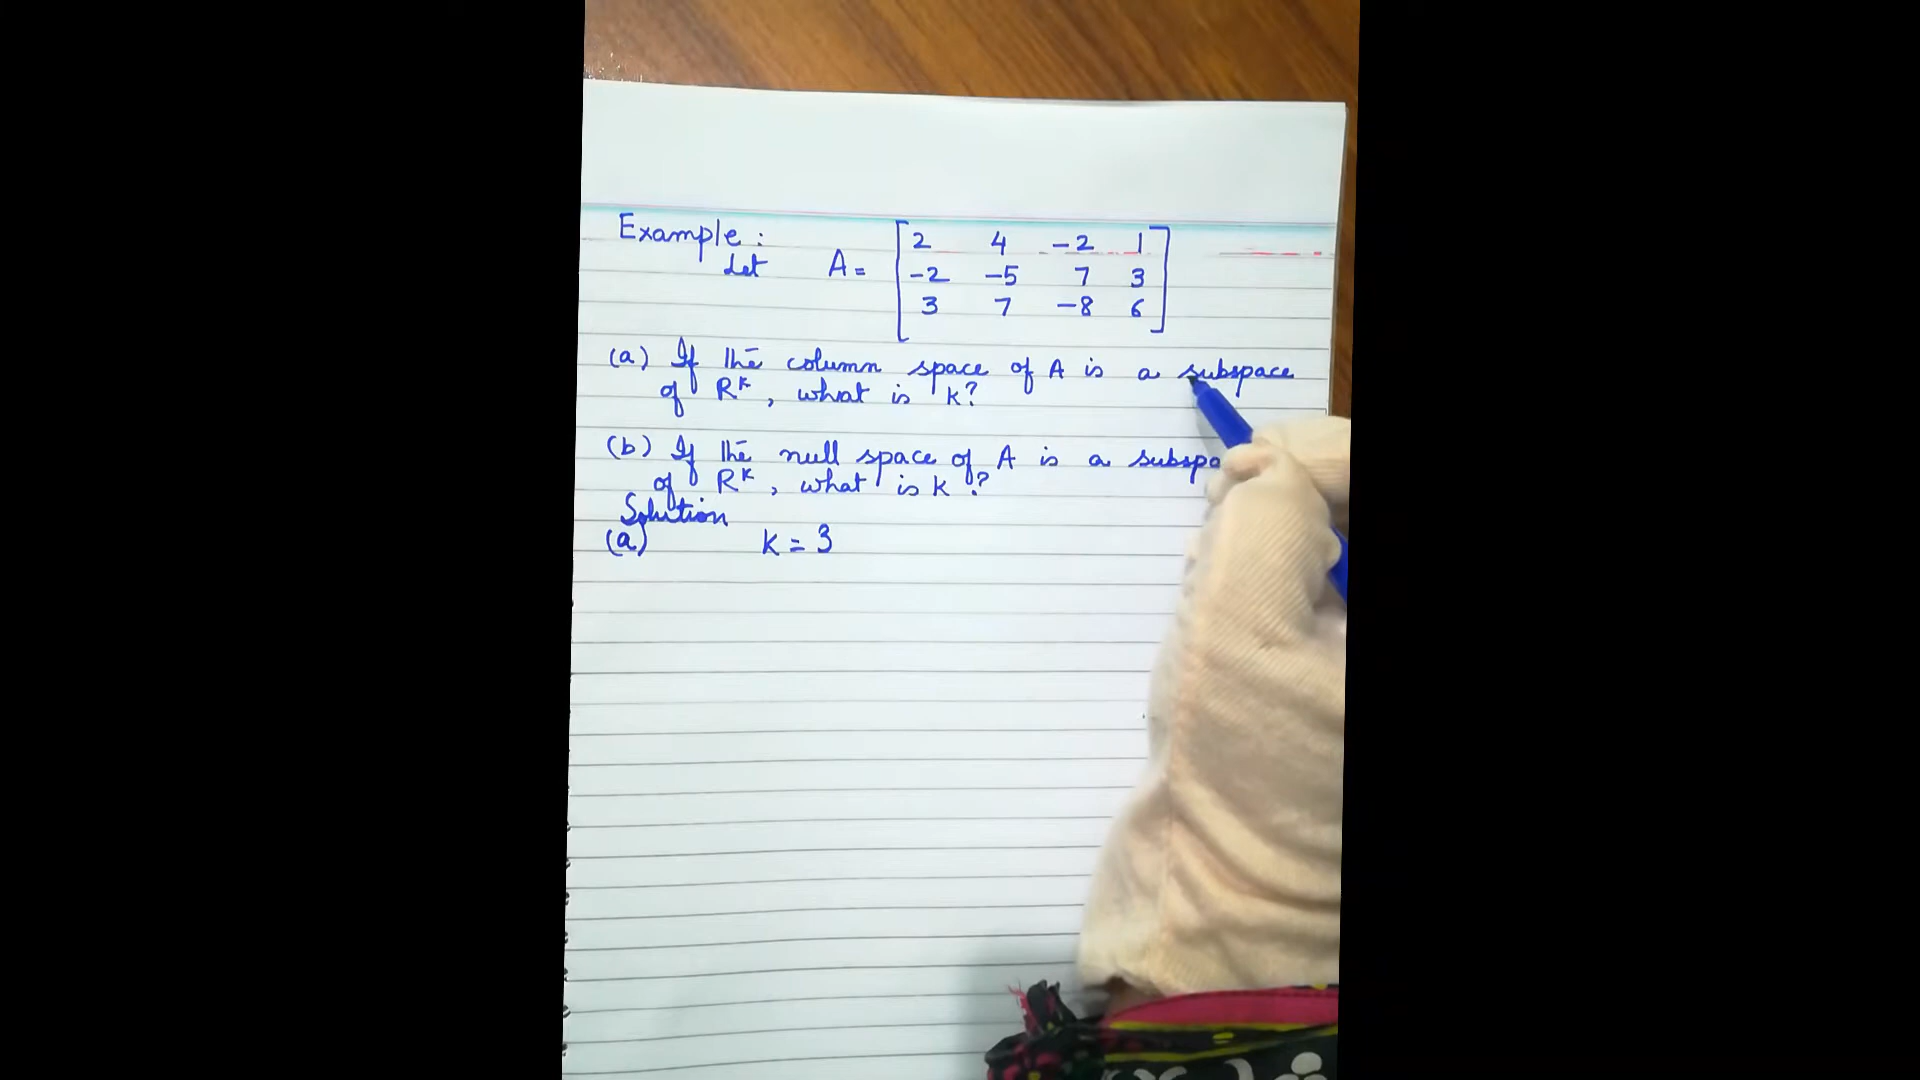 Example:
Let A = [2 4 -2 1
-2 -5 7 3
3 7 -8 6]
(a) If the column space of A is a subspace
of R^k, what is k?
(b) If the null space of A is a subspa
of R^k, what is k?
Solution
(a) k = 3